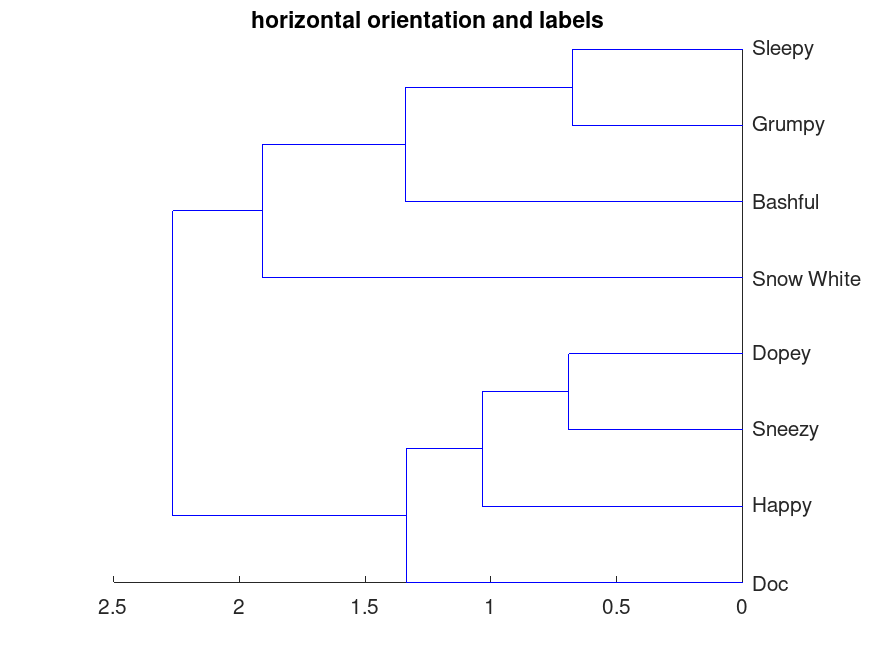 horizontal orientation and labels
Sleepy
Grumpy
Bashful
Snow White
Dopey
Sneezy
Happy
Doc
2.5 2 1.5 1 0.5 0